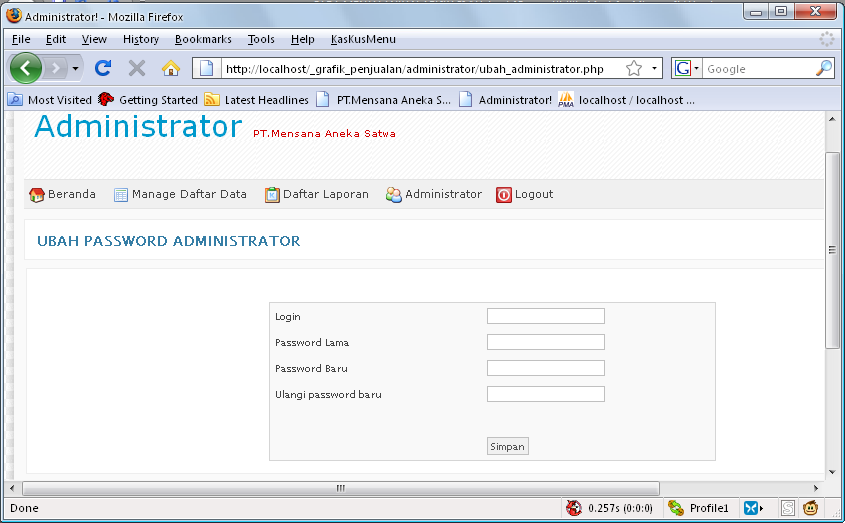 Administrator! - Mozilla Firefox
File Edit View History Bookmarks Tools Help KasKusMenu
http://localhost/_grafik_penjualan/administrator/ubah_administrator.php
G Google
Most Visited Getting Started Latest Headlines PT.Mensana Aneka S... Administrator! PMA localhost / localhost ...
Administrator PT.Mensana Aneka Satwa
Beranda Manage Daftar Data Daftar Laporan Administrator Logout
UBAH PASSWORD ADMINISTRATOR
Login
Password Lama
Password Baru
Ulangi password baru
Simpan
Done 0.257s (0:0:0) Profile1 S